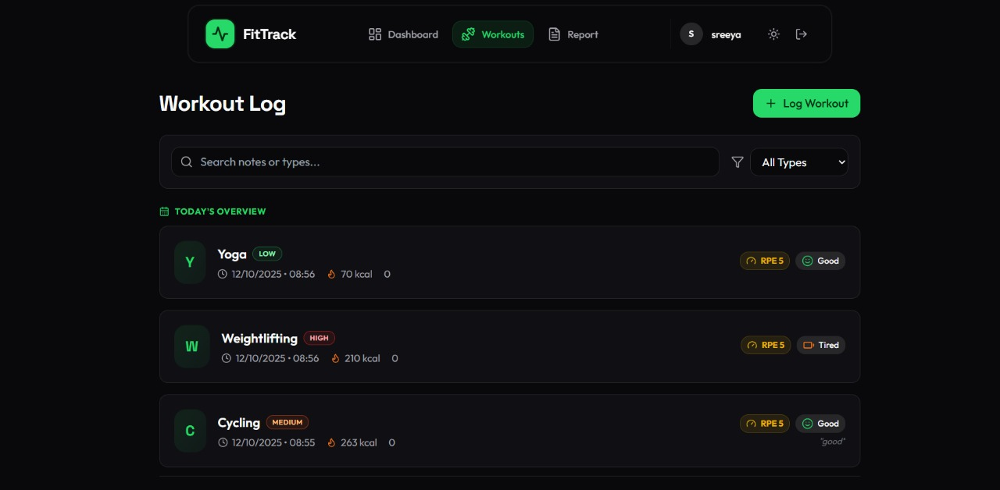 FitTrack Dashboard Workouts Report S sreeya
Workout Log + Log Workout
Search notes or types... All Types
TODAY'S OVERVIEW
Y Yoga LOW RPE 5 Good
12/10/2025 • 08:56 70 kcal 0
W Weightlifting HIGH RPE 5 Tired
12/10/2025 • 08:56 210 kcal 0
C Cycling MEDIUM RPE 5 Good
12/10/2025 • 08:55 263 kcal 0 "good"